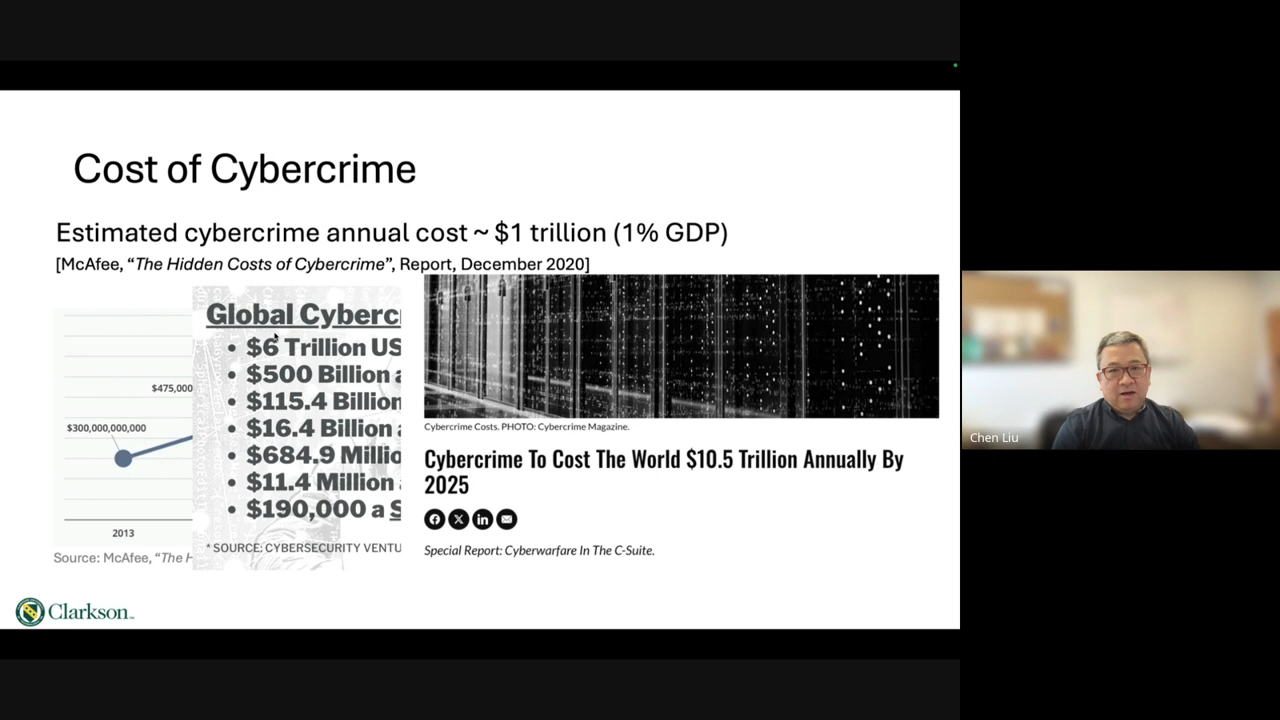 Cost of Cybercrime
Estimated cybercrime annual cost ~ $1 trillion (1% GDP)
[McAfee, “The Hidden Costs of Cybercrime”, Report, December 2020]
$475,000
$300,000,000,000
2013
Source: McAfee, “The H
Global Cyberc
• $6 Trillion US
• $500 Billion a
• $115.4 Billion
• $16.4 Billion a
• $684.9 Millio
• $11.4 Million a
• $190,000 a S
* SOURCE: CYBERSECURITY VENTU
Cybercrime Costs. PHOTO: Cybercrime Magazine.
Cybercrime To Cost The World $10.5 Trillion Annually By
2025
Special Report: Cyberwarfare In The C-Suite.
Clarkson
Chen Liu